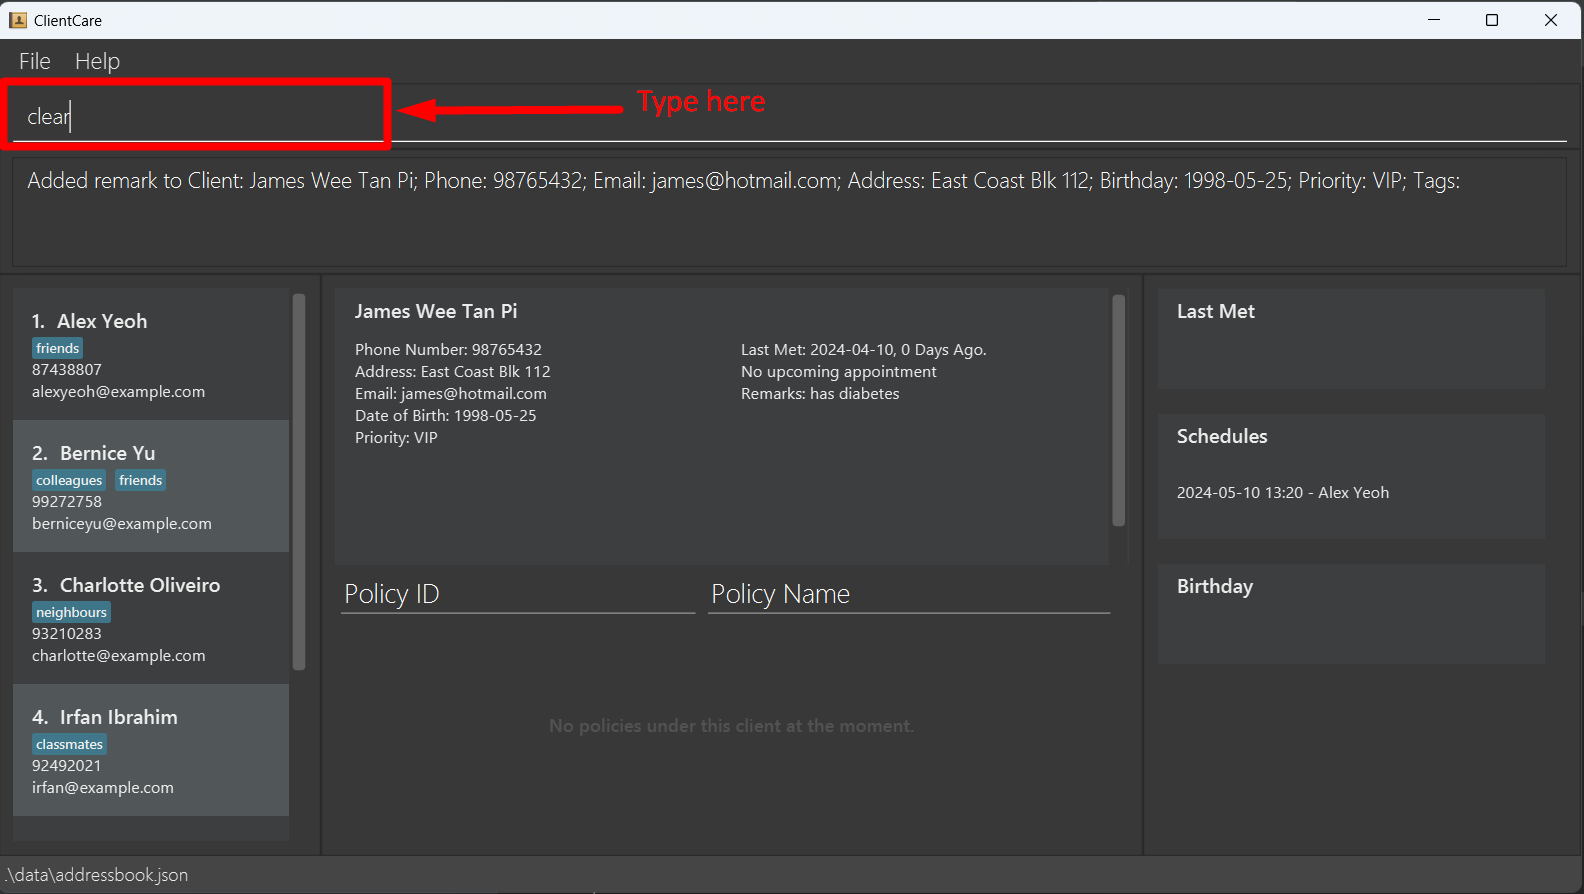 ClientCare
File Help
clear
Type here
Added remark to Client: James Wee Tan Pi; Phone: 98765432; Email: james@hotmail.com; Address: East Coast Blk 112; Birthday: 1998-05-25; Priority: VIP; Tags:
1. Alex Yeoh
friends
87438807
alexyeoh@example.com
2. Bernice Yu
colleagues friends
99272758
berniceyu@example.com
3. Charlotte Oliveiro
neighbours
93210283
charlotte@example.com
4. Irfan Ibrahim
classmates
92492021
irfan@example.com
James Wee Tan Pi
Phone Number: 98765432
Address: East Coast Blk 112
Email: james@hotmail.com
Date of Birth: 1998-05-25
Priority: VIP
Last Met: 2024-04-10, 0 Days Ago.
No upcoming appointment
Remarks: has diabetes
Policy ID
Policy Name
No policies under this client at the moment.
Last Met
Schedules
2024-05-10 13:20 - Alex Yeoh
Birthday
.\data\addressbook.json